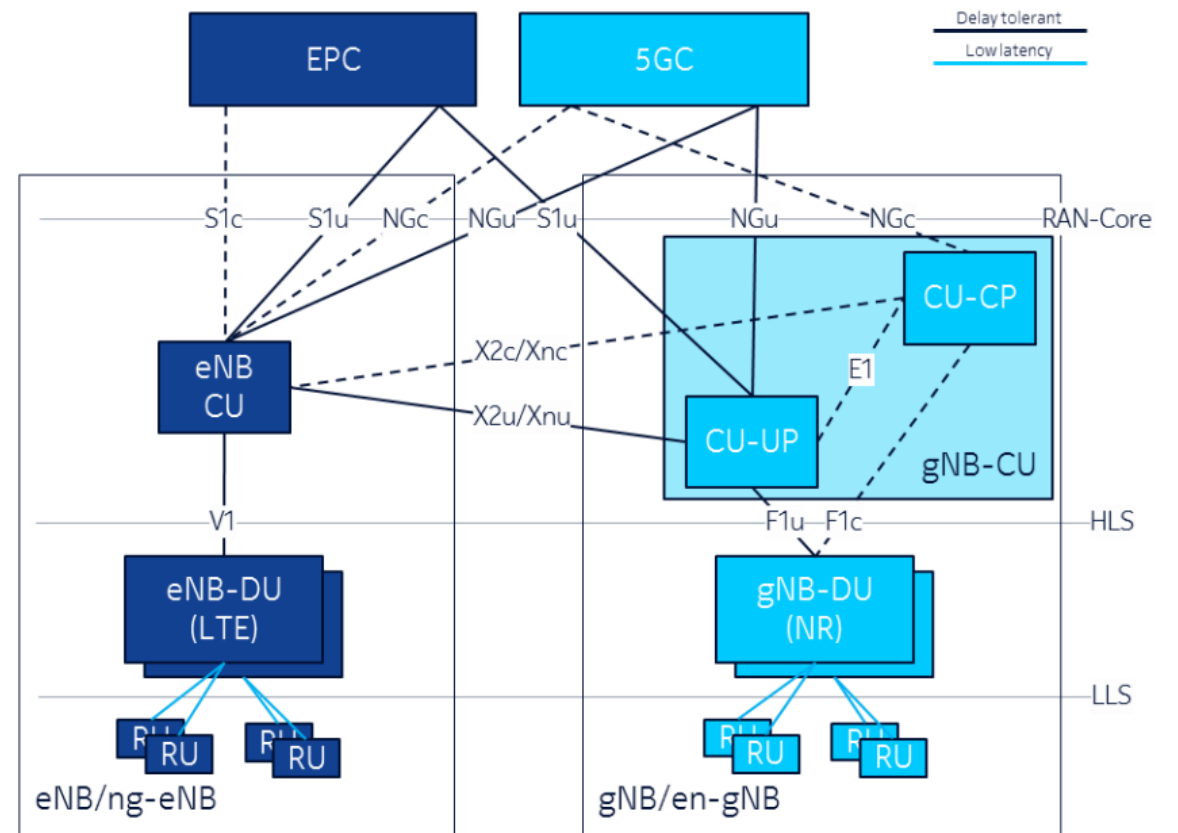 Delay tolerant
Low latency
EPC
5GC
S1c
S1u
NGc
NGu
S1u
NGu
NGc
RAN-Core
CU-CP
eNB
CU
X2c/Xnc
E1
X2u/Xnu
CU-UP
gNB-CU
V1
F1u
F1c
HLS
eNB-DU
(LTE)
gNB-DU
(NR)
LLS
RU
RU
RU
RU
RU
RU
RU
RU
eNB/ng-eNB
gNB/en-gNB